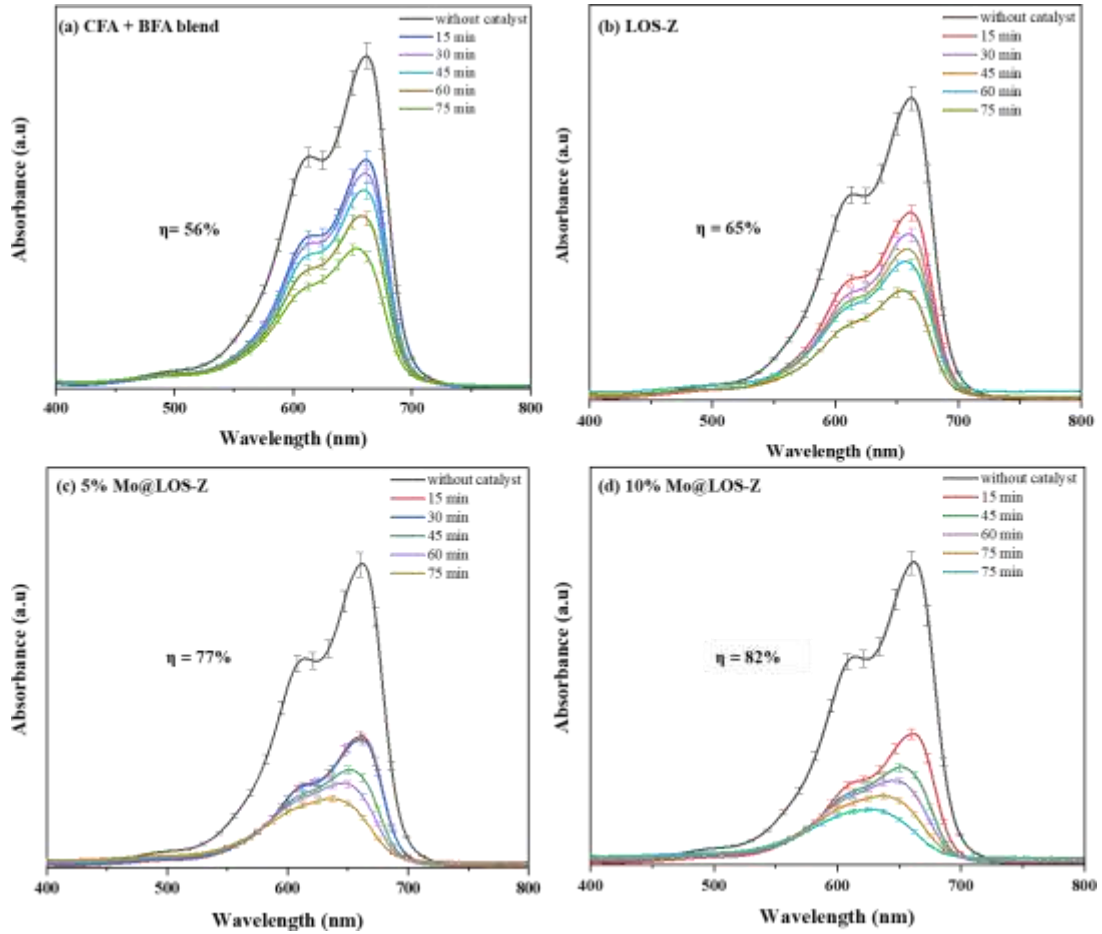 (a) CFA + BFA blend
without catalyst
15 min
30 min
45 min
60 min
75 min
η= 56%
Absorbance (a.u)
400 500 600 700 800
Wavelength (nm)
(b) LOS-Z
without catalyst
15 min
30 min
45 min
60 min
75 min
η = 65%
Absorbance (a.u)
400 500 600 700 800
Wavelength (nm)
(c) 5% Mo@LOS-Z
without catalyst
15 min
30 min
45 min
60 min
75 min
η = 77%
Absorbance (a.u)
400 500 600 700 800
Wavelength (nm)
(d) 10% Mo@LOS-Z
without catalyst
15 min
45 min
60 min
75 min
75 min
η = 82%
Absorbance (a.u)
400 500 600 700 800
Wavelength (nm)